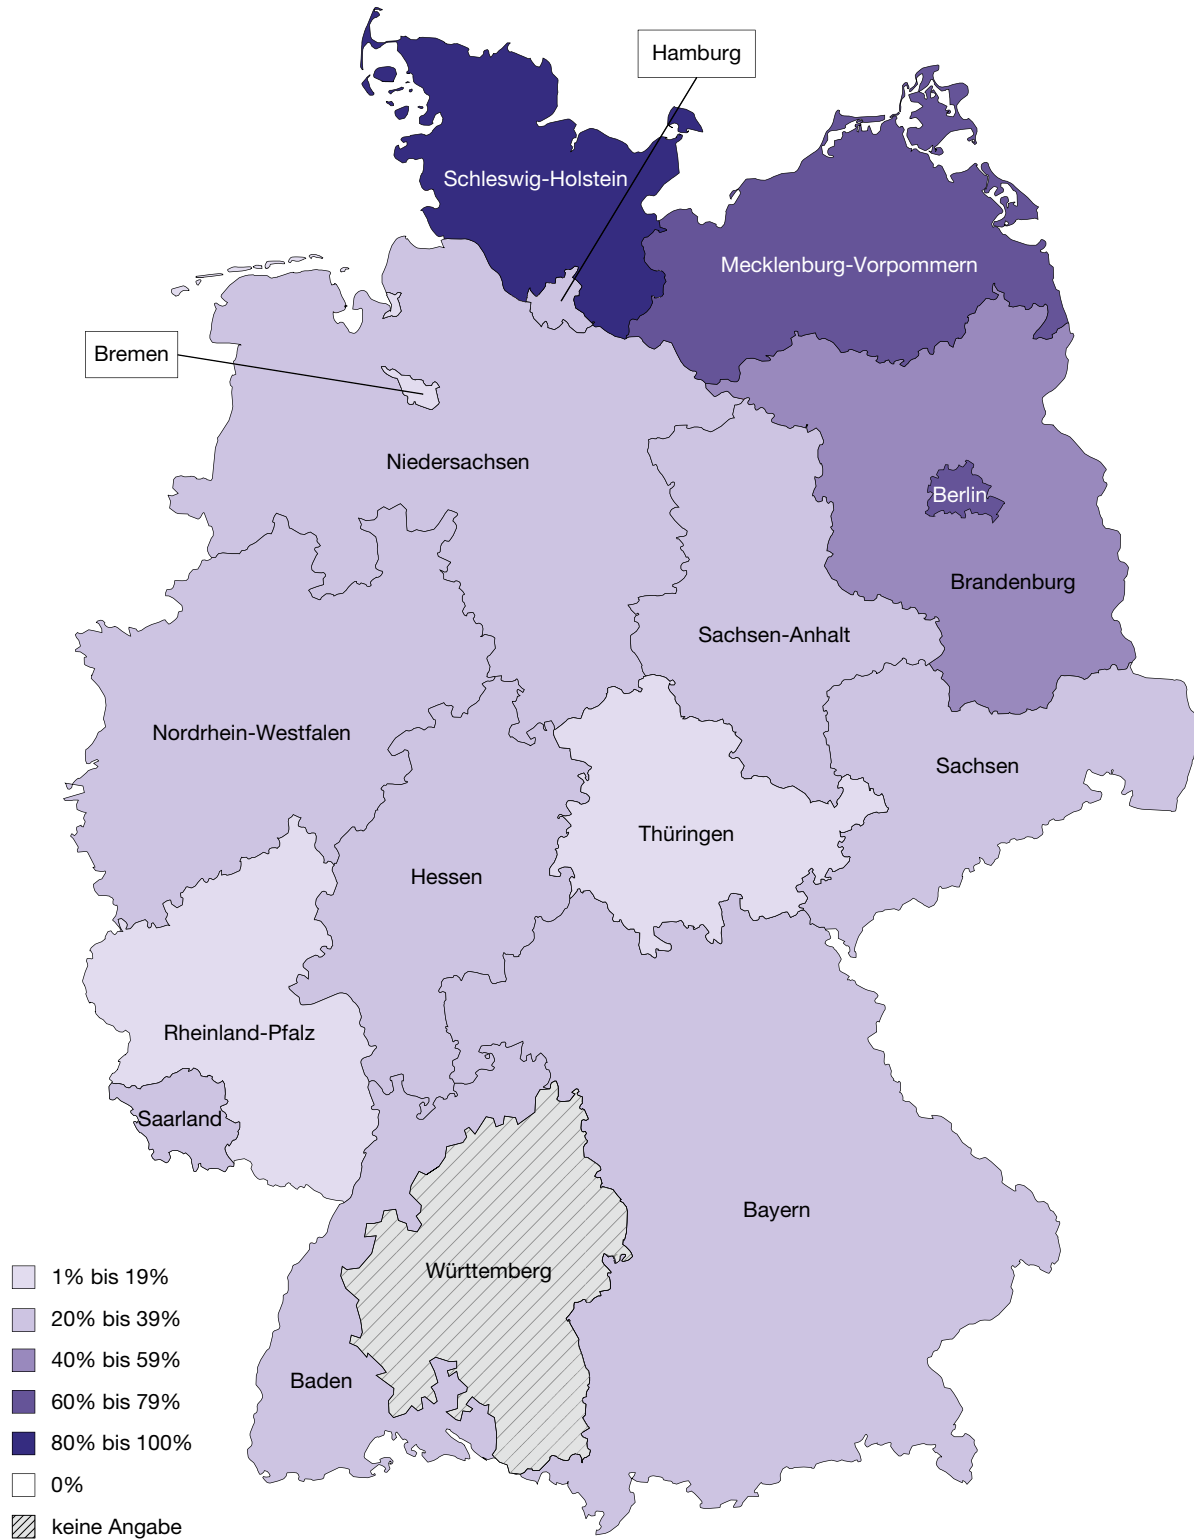 Hamburg
Schleswig-Holstein
Mecklenburg-Vorpommern
Bremen
Niedersachsen
Berlin
Brandenburg
Sachsen-Anhalt
Nordrhein-Westfalen
Sachsen
Thüringen
Hessen
Rheinland-Pfalz
Saarland
Bayern
Württemberg
Baden
1% bis 19%
20% bis 39%
40% bis 59%
60% bis 79%
80% bis 100%
0%
keine Angabe